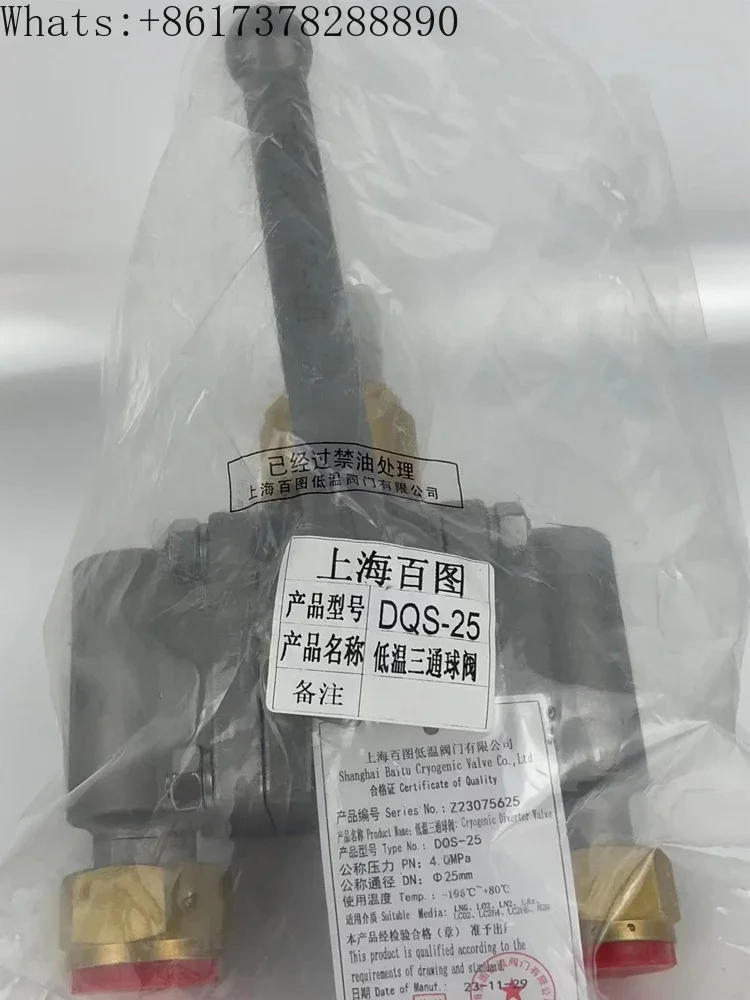 Whats:+8617378288890
已经过禁油处理
上海百图低温阀门有限公司
上海百图
产品型号 DQS-25
产品名称 低温三通球阀
备注
上海百图低温阀门有限公司
Shanghai Baitu Cryogenic Valve Co.,Ltd
合格证 Certificate of Quality
产品编号 Series No.: Z23075625
产品名称 Product Name: 低温三通球阀: Cryogenic Diverter Valve
产品型号 Type No.: DQS-25
公称压力 PN: 4.0MPa
公称通径 DN: Φ25mm
使用温度 Temp.: -196℃~+80℃
适用介质 Suitable Media: LNG, LO2, LN2,
LCO2, LC2H4,
本产品经检验合格(章) 准予出厂
This product is qualified according to the
requirements of drawing and standard.
日期 Date of Manuf.: 23-11-29